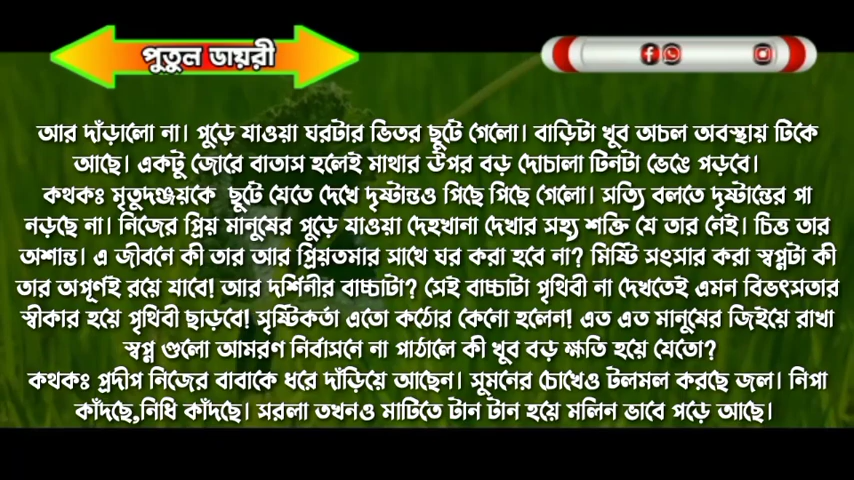 পুতুল ডায়রী
আর দাঁড়ালো না। পুড়ে যাওয়া ঘরটার ভিতর ছুটে গেলো। বাড়িটা খুব অচল অবস্থায় টিকে
আছে। একটু জোরে বাতাস হলেই মাথার উপর বড় দোচালা টিনটা ভেঙে পড়বে।
কথকঃ মৃতুদঞ্জয়কে ছুটে যেতে দেখে দৃষ্টান্তও পিছে পিছে গেলো। সত্যি বলতে দৃষ্টান্তের পা
নড়ছে না। নিজের প্রিয় মানুষের পুড়ে যাওয়া দেহখানা দেখার সহ্য শক্তি যে তার নেই। চিত্ত তার
অশান্ত। এ জীবনে কী তার আর প্রিয়তমার সাথে ঘর করা হবে না? মিষ্টি সংসার করা স্বপ্নটা কী
তার অপূর্ণই রয়ে যাবে! আর দর্শিনীর বাচ্চাটা? সেই বাচ্চাটা পৃথিবী না দেখতেই এমন বিভৎসতার
স্বীকার হয়ে পৃথিবী ছাড়বে! সৃষ্টিকর্তা এতো কঠোর কেনো হলেন! এত এত মানুষের জিইয়ে রাখা
স্বপ্ন গুলো আমরণ নির্বাসনে না পাঠালে কী খুব বড় ক্ষতি হয়ে যেতো?
কথকঃ প্রদীপ নিজের বাবাকে ধরে দাঁড়িয়ে আছেন। সুমনের চোখেও টলমল করছে জল। নিপা
কাঁদছে,নিধি কাঁদছে। সরলা তখনও মাটিতে টান টান হয়ে মলিন ভাবে পড়ে আছে।